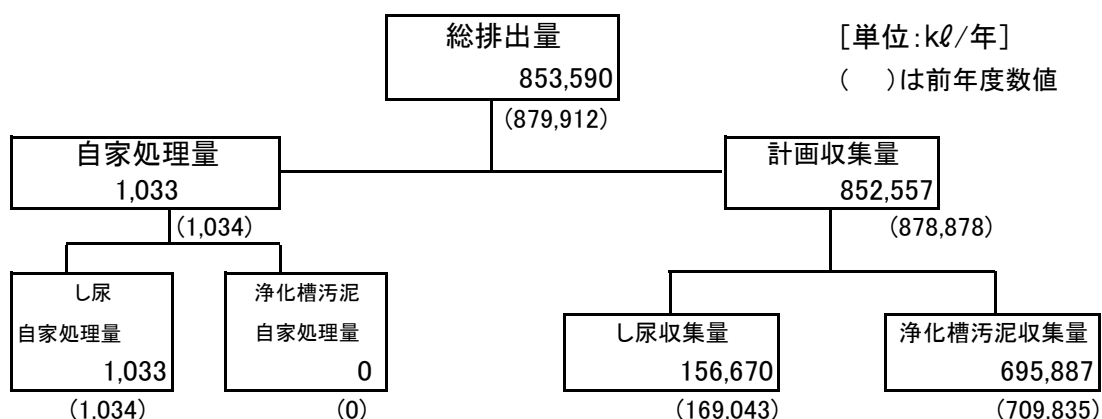 総排出量
853,590
(879,912)
[単位:kℓ/年]
(　)は前年度数値
自家処理量
1,033
(1,034)
計画収集量
852,557
(878,878)
し尿
自家処理量
1,033
(1,034)
浄化槽汚泥
自家処理量
0
(0)
し尿収集量
156,670
(169,043)
浄化槽汚泥収集量
695,887
(709,835)